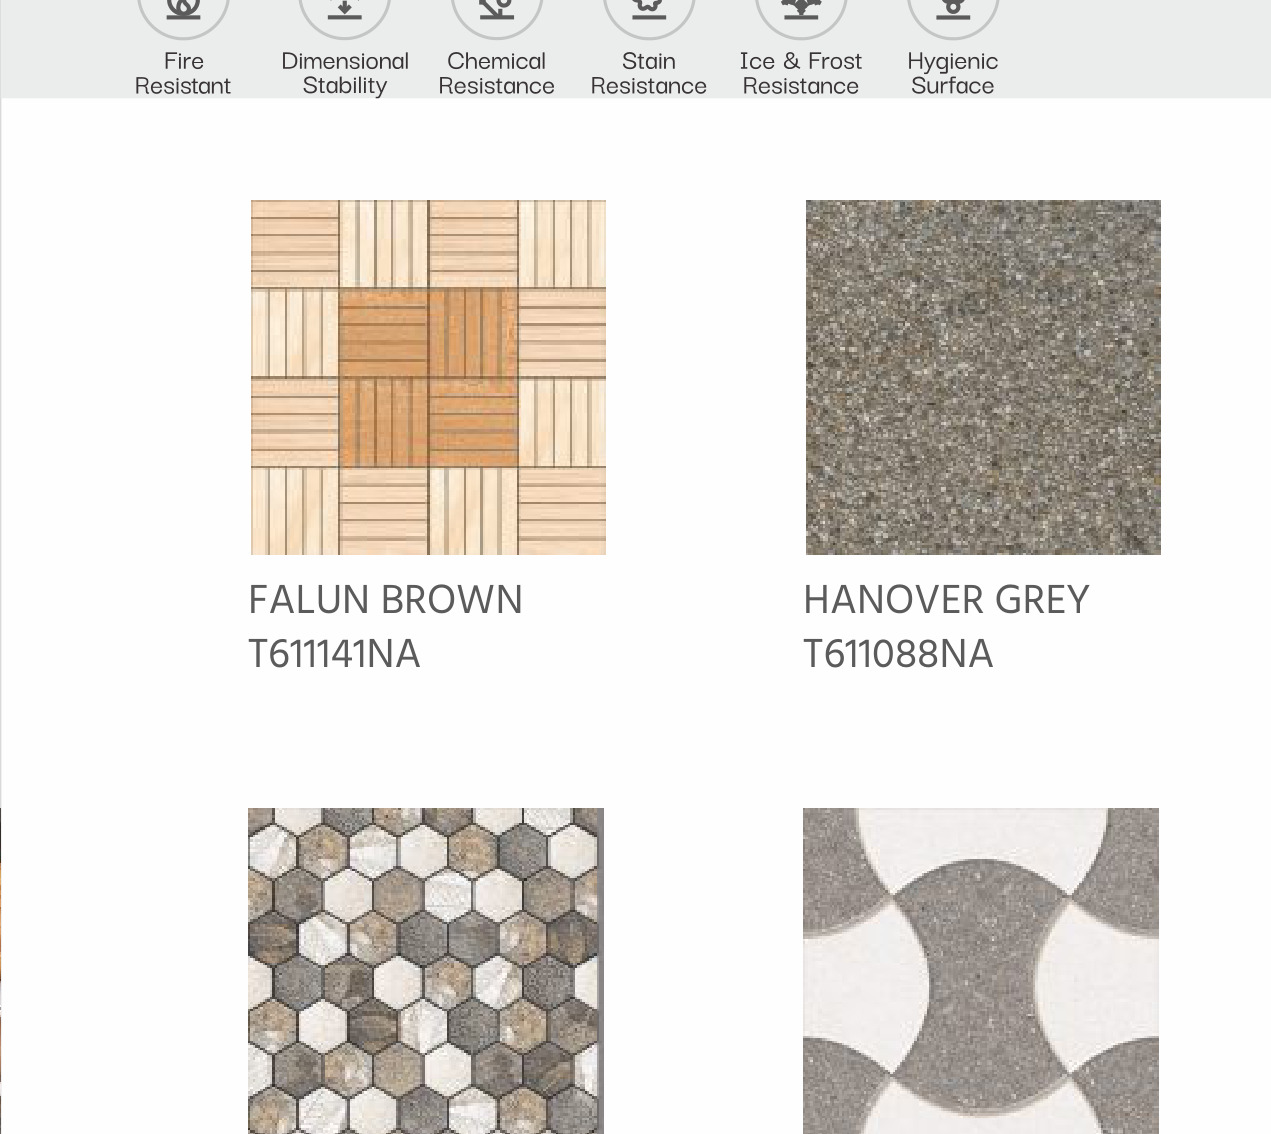 Fire Resistant
Dimensional Stability
Chemical Resistance
Stain Resistance
Ice & Frost Resistance
Hygienic Surface
FALUN BROWN
T611141NA
HANOVER GREY
T611088NA